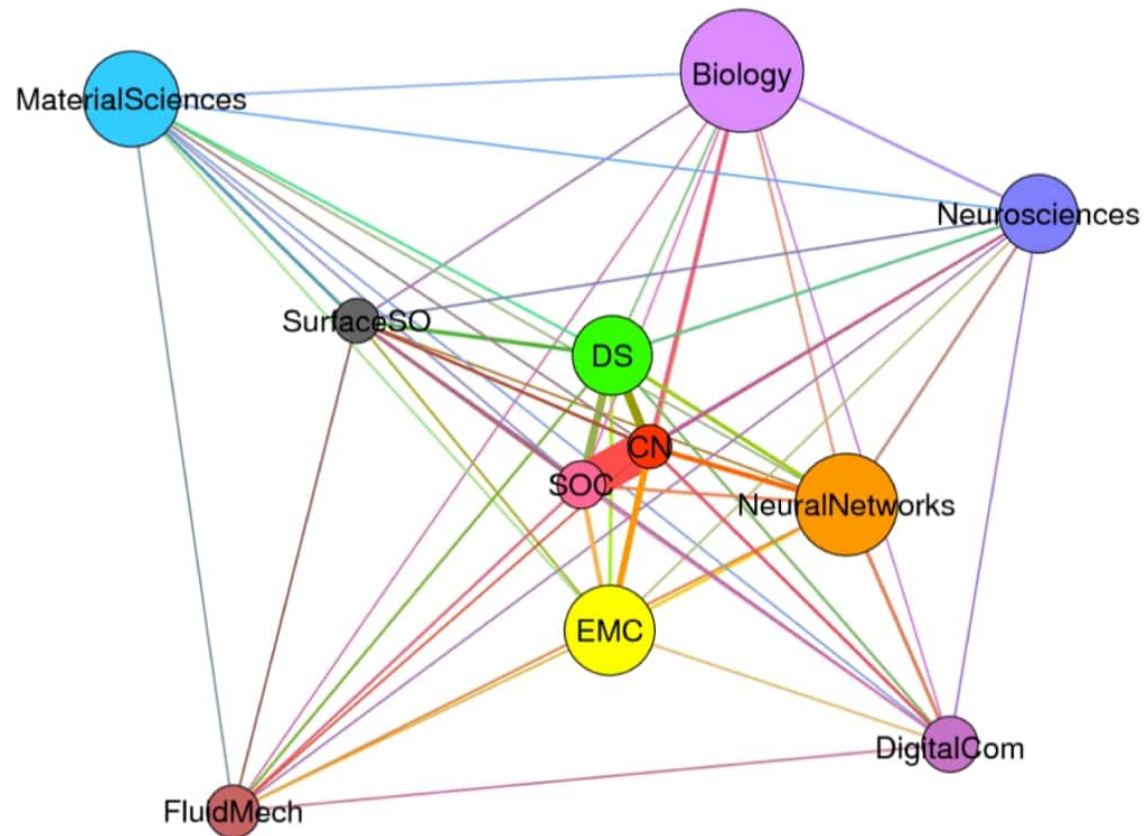 Biology
MaterialSciences
Neurosciences
SurfaceSO
DS
CN
SOC
NeuralNetworks
EMC
DigitalCom
FluidMech